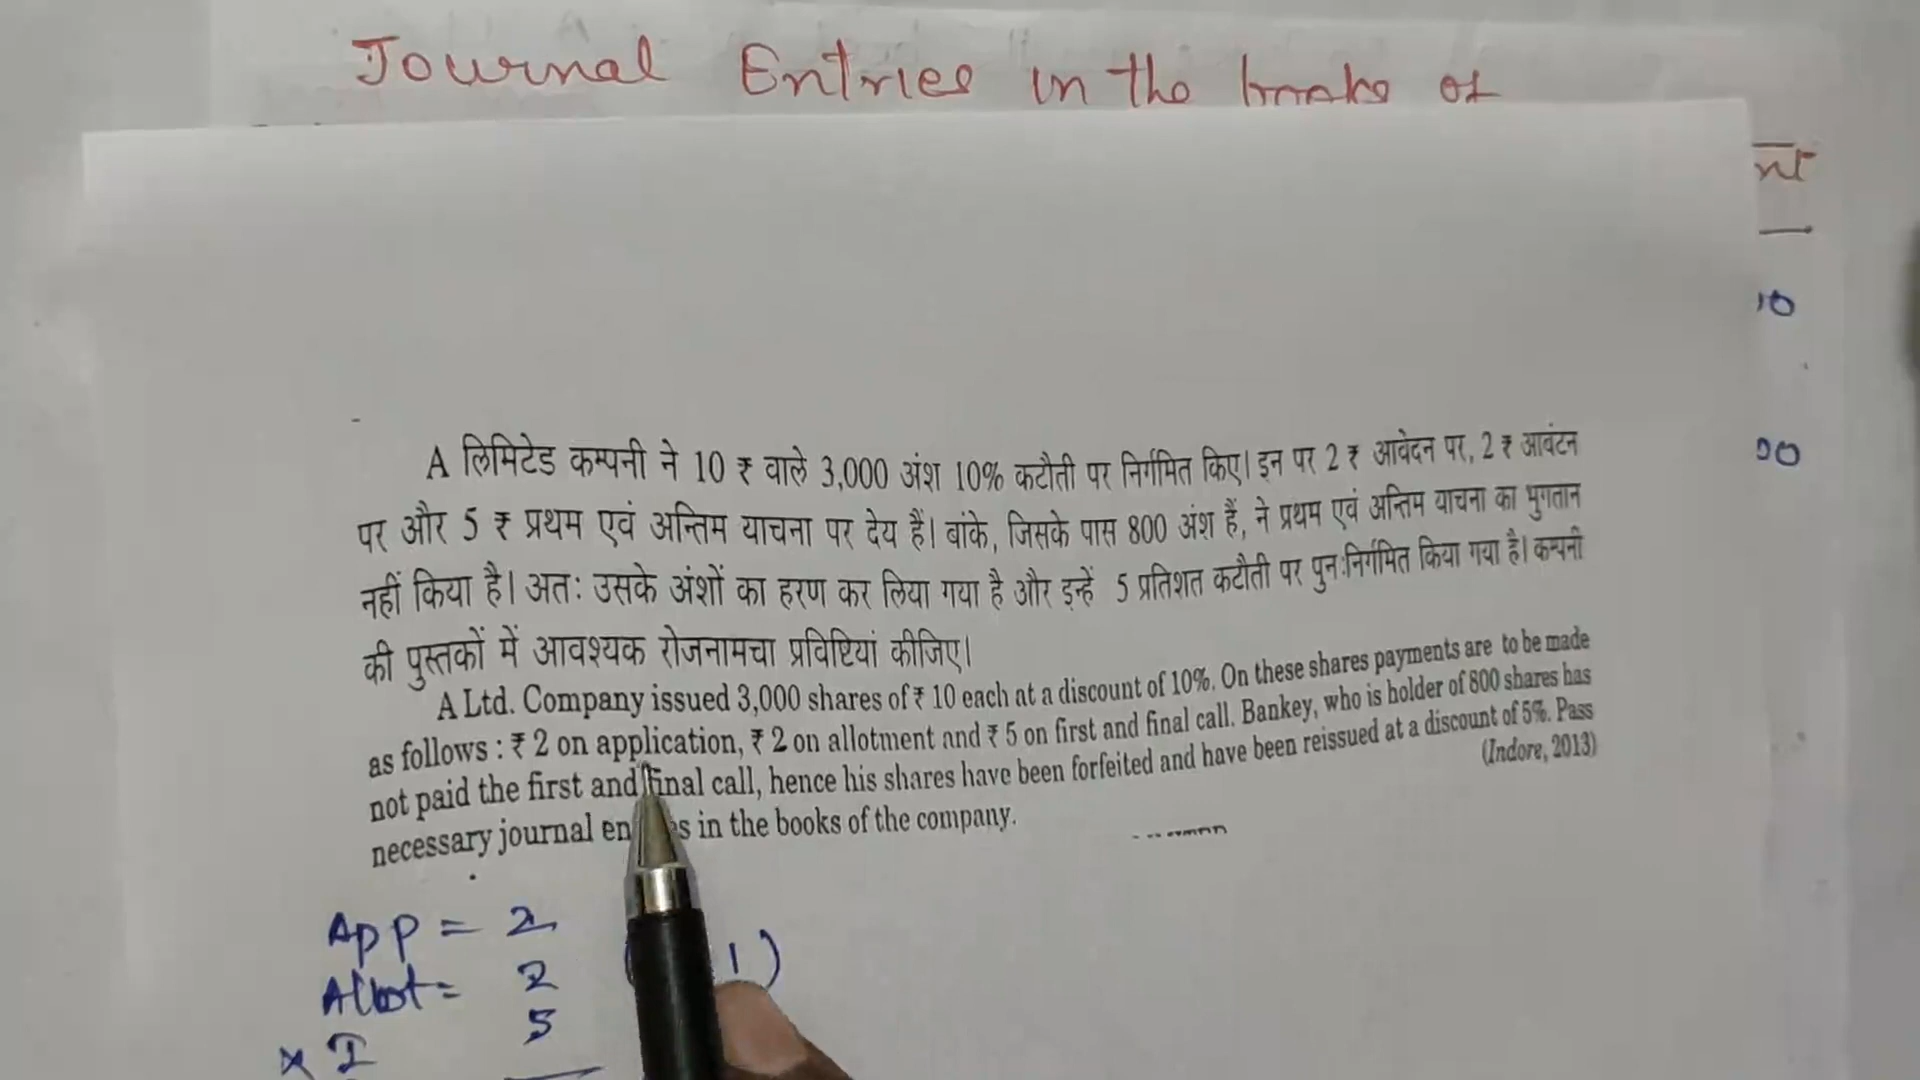 Journal Entries in the books of
nt
10
00
A लिमिटेड कम्पनी ने 10 ₹ वाले 3,000 अंश 10% कटौती पर निर्गमित किए। इन पर 2 ₹ आवेदन पर, 2 ₹ आवंटन
पर और 5 ₹ प्रथम एवं अन्तिम याचना पर देय हैं। बांके, जिसके पास 800 अंश हैं, ने प्रथम एवं अन्तिम याचना का भुगतान
नहीं किया है। अतः उसके अंशों का हरण कर लिया गया है और इन्हें 5 प्रतिशत कटौती पर पुनःनिर्गमित किया गया है। कम्पनी
की पुस्तकों में आवश्यक रोजनामचा प्रविष्टियां कीजिए।
A Ltd. Company issued 3,000 shares of ₹ 10 each at a discount of 10%. On these shares payments are to be made
as follows : ₹ 2 on application, ₹ 2 on allotment and ₹ 5 on first and final call. Bankey, who is holder of 800 shares has
not paid the first and final call, hence his shares have been forfeited and have been reissued at a discount of 5%. Pass
necessary journal en s in the books of the company. (Indore, 2013)
App = 2
Allot = 2 1)
x I 5